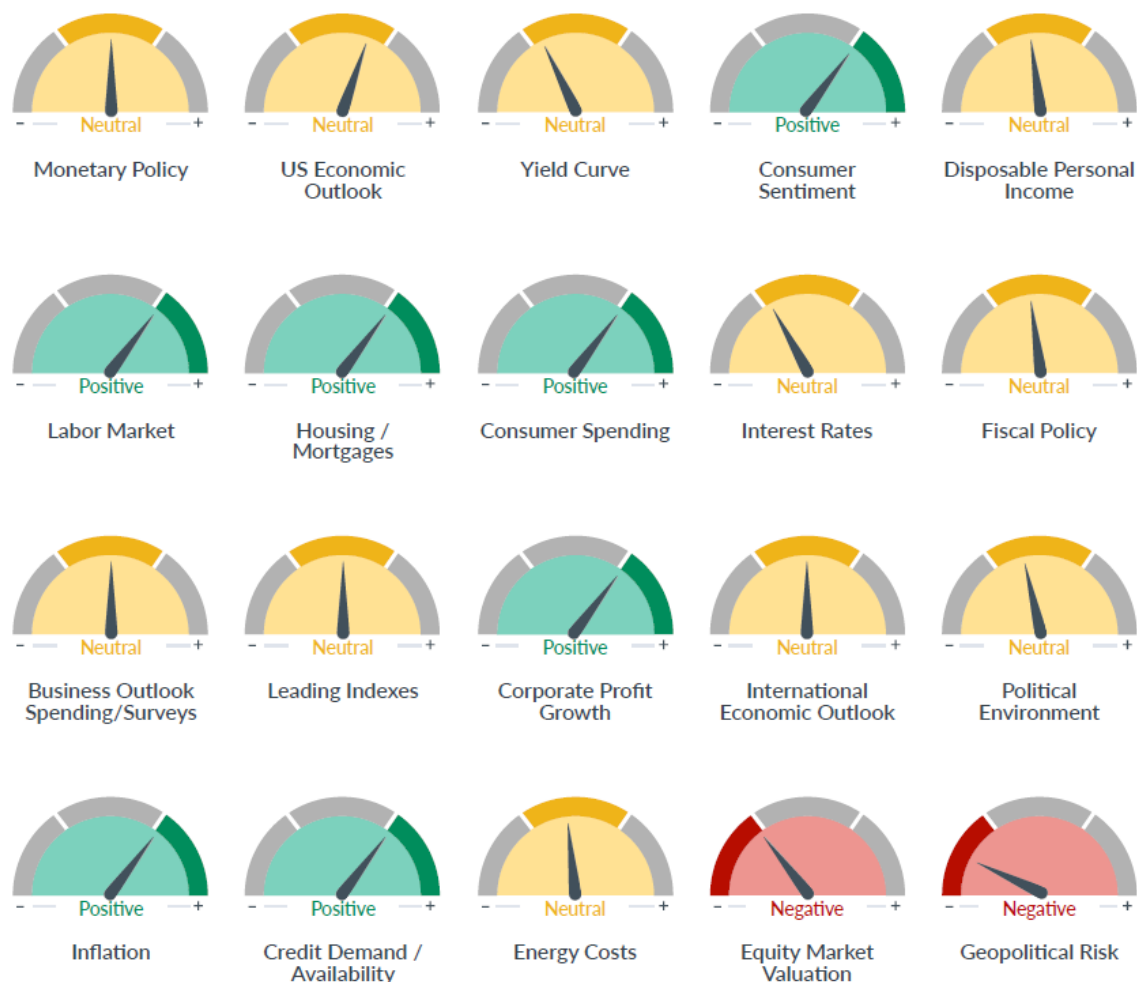 - Neutral + - Neutral + - Neutral + - Positive + - Neutral +
Monetary Policy
US Economic
Outlook
Yield Curve
Consumer
Sentiment
Disposable Personal
Income
- Positive + - Positive + - Positive + - Neutral + - Neutral +
Labor Market
Housing /
Mortgages
Consumer Spending
Interest Rates
Fiscal Policy
- Neutral + - Neutral + - Positive + - Neutral + - Neutral +
Business Outlook
Spending/Surveys
Leading Indexes
Corporate Profit
Growth
International
Economic Outlook
Political
Environment
- Positive + - Positive + - Neutral + - Negative + - Negative +
Inflation
Credit Demand /
Availability
Energy Costs
Equity Market
Valuation
Geopolitical Risk